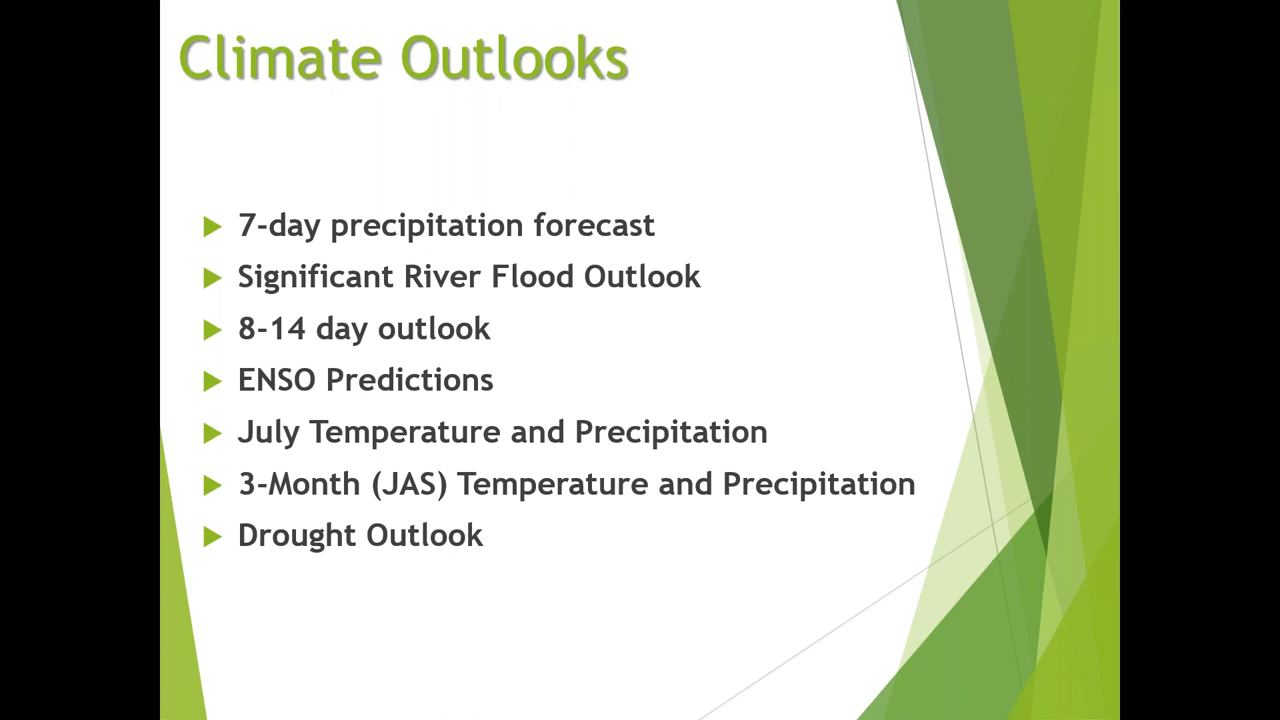 Climate Outlooks
7-day precipitation forecast
Significant River Flood Outlook
8-14 day outlook
ENSO Predictions
July Temperature and Precipitation
3-Month (JAS) Temperature and Precipitation
Drought Outlook